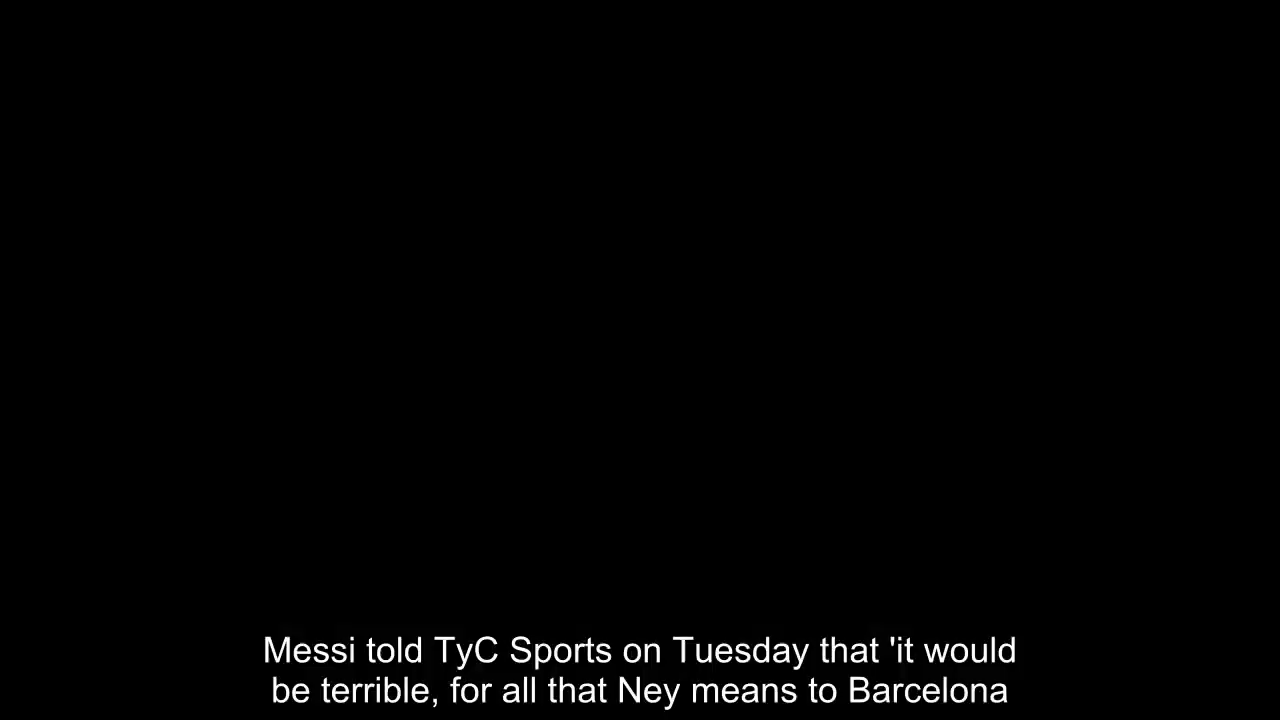 Messi told TyC Sports on Tuesday that 'it would
be terrible, for all that Ney means to Barcelona